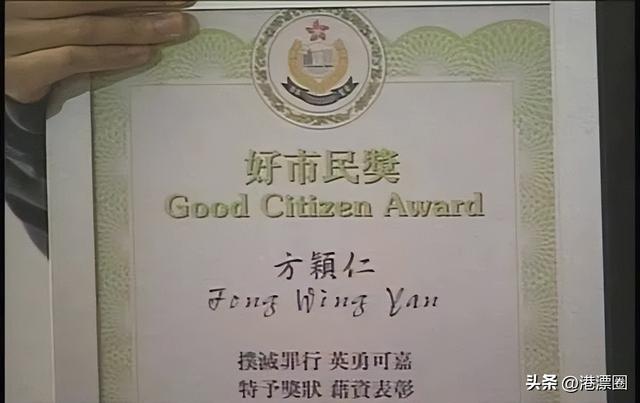 好市民獎
Good Citizen Award
方穎仁
Fong Wing Yan
撲滅罪行 英勇可嘉
特予獎狀 藉資表彰
头条 @港漂圈